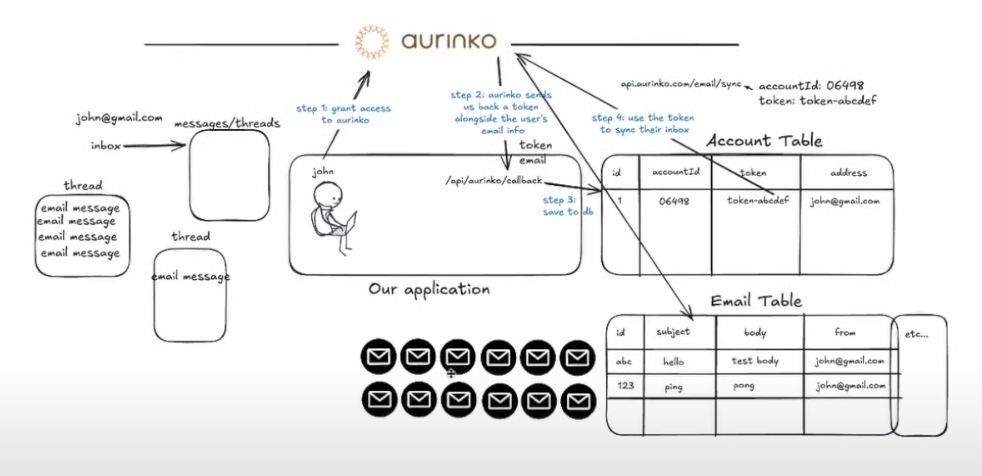 aurinko
api.aurinko.com/email/sync
accountId: 06498
token: token-abcdef
step 1: grant access
to aurinko
step 2: aurinko sends
us back a token
alongside the user's
email info
step 4: use the token
to sync their inbox
john@gmail.com
inbox
messages/threads
thread
email message
email message
email message
email message
thread
email message
john
token
email
/api/aurinko/callback
step 3:
save to db
Our application
Account Table
id accountId token address
1 06498 token-abcdef john@gmail.com
Email Table
id subject body from etc...
abc hello test body john@gmail.com
123 ping pong john@gmail.com